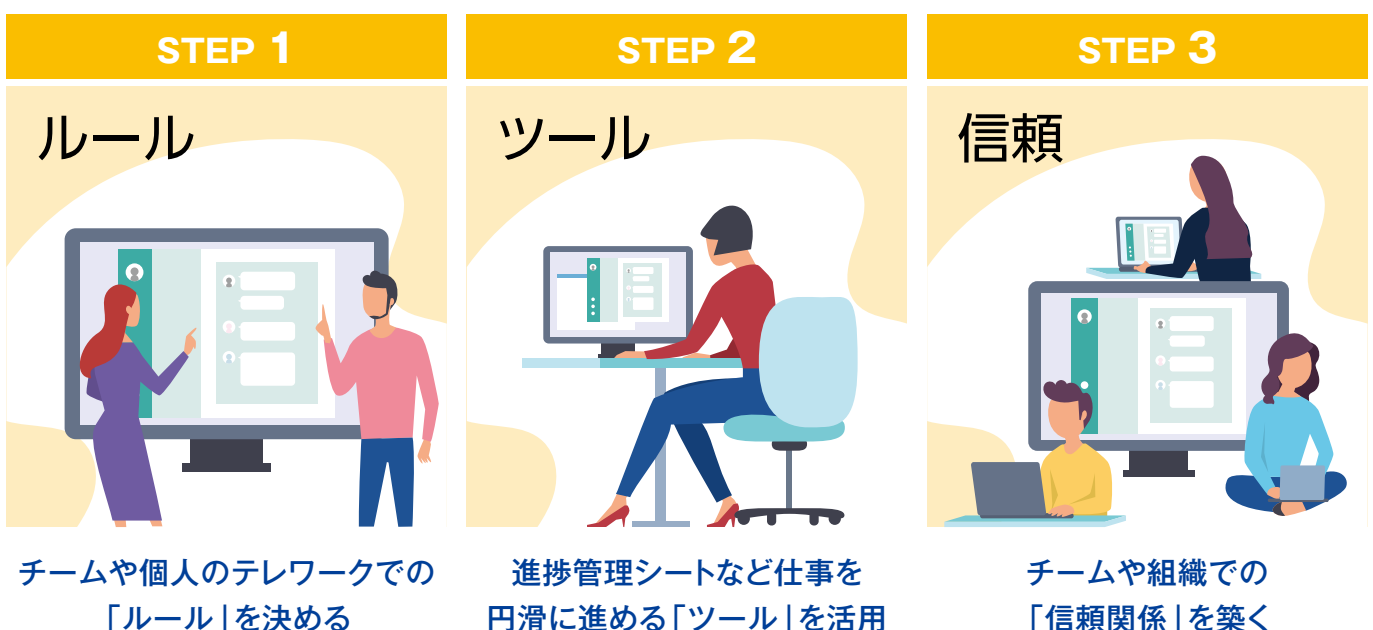 STEP 1
ルール
チームや個人のテレワークでの
「ルール」を決める
STEP 2
ツール
進捗管理シートなど仕事を
円滑に進める「ツール」を活用
STEP 3
信頼
チームや組織での
「信頼関係」を築く